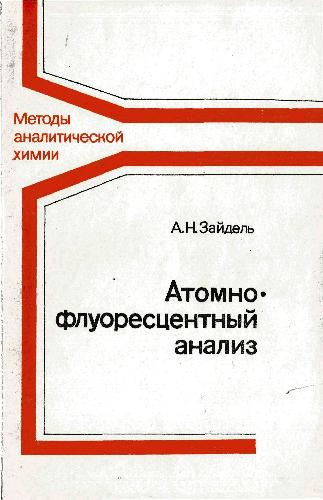 Методы
аналитической
химии
А.Н.Зайдель
Атомно-
флуоресцентный
анализ